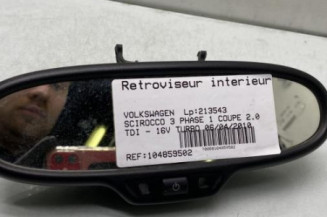 Retroviseur interieur
VOLKSWAGEN Lp:213543
SCIROCCO 3 PHASE 1 COUPE 2.0
TDI - 16V TURBO 08/04/2010
REF:104859502